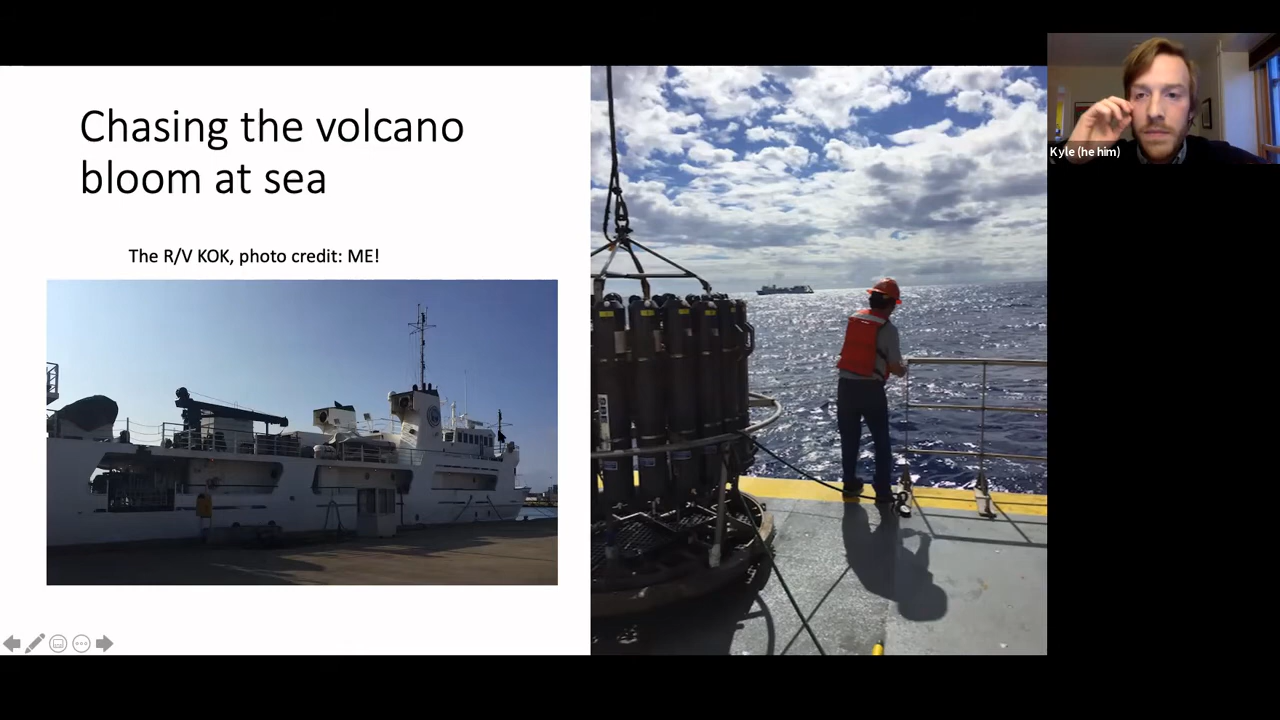 Chasing the volcano
bloom at sea
The R/V KOK, photo credit: ME!
Kyle (he him)